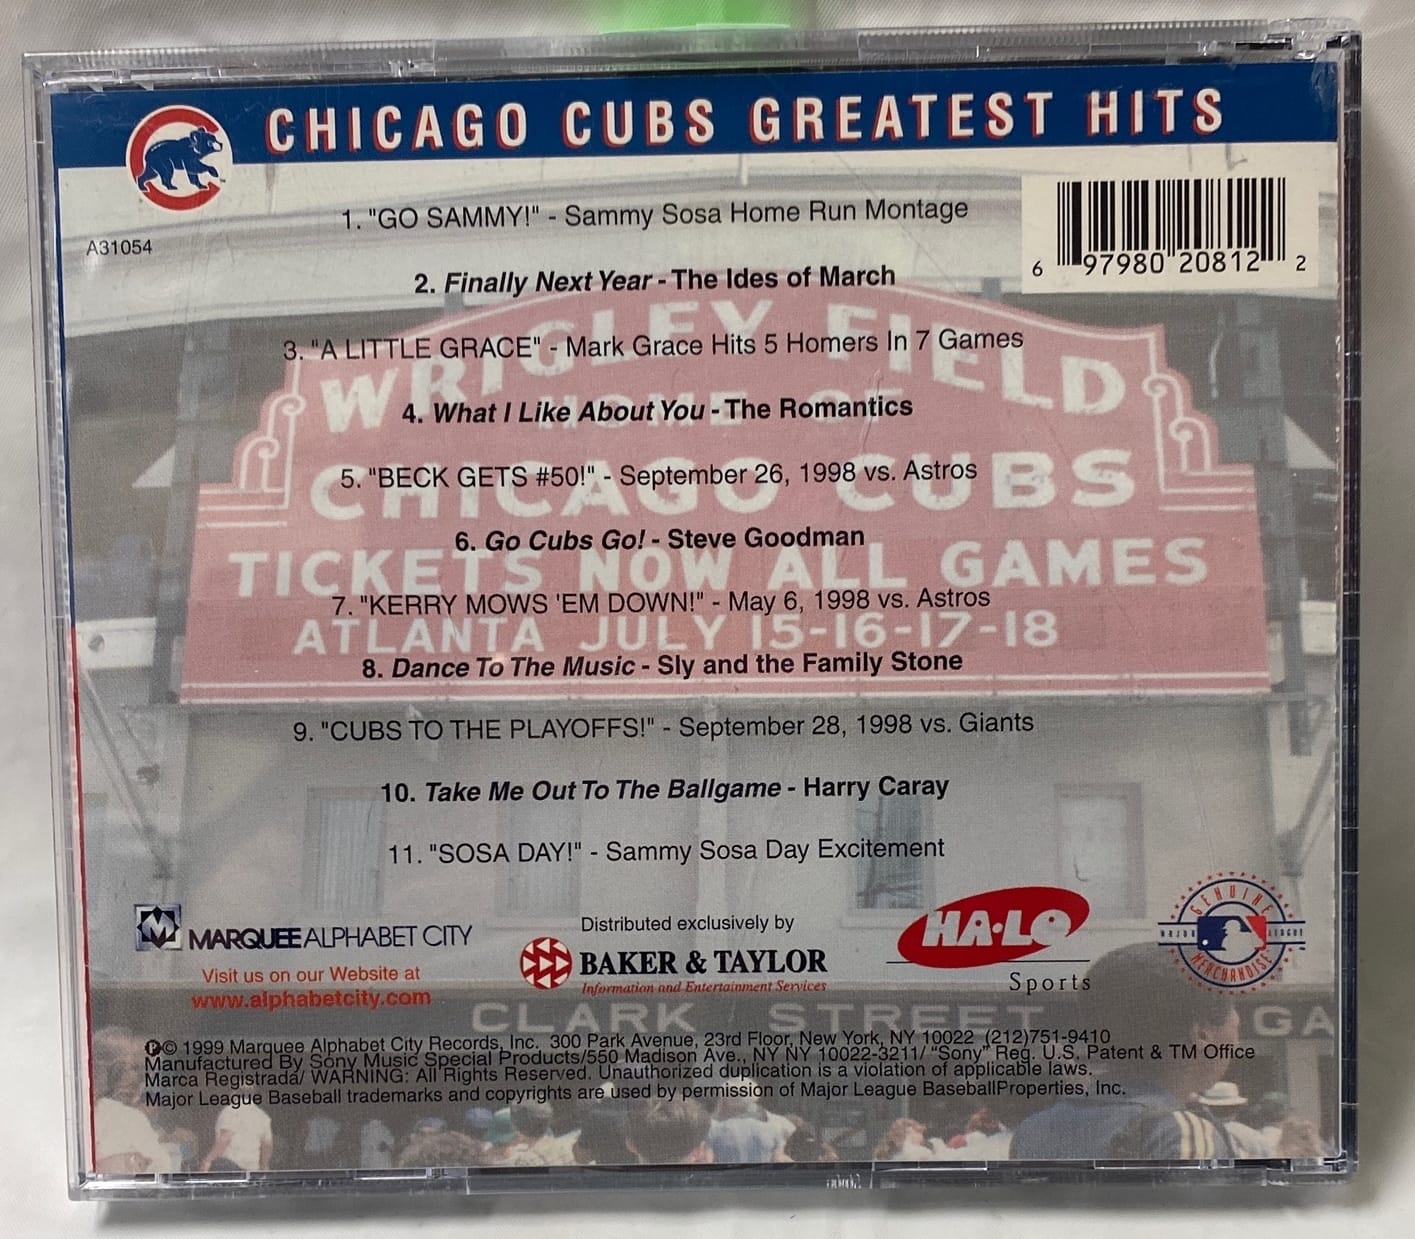 CHICAGO CUBS GREATEST HITS
1. "GO SAMMY!" - Sammy Sosa Home Run Montage
A31054
6 97980 20812 2
2. Finally Next Year - The Ides of March
WRIGLEY FIELD
3. "A LITTLE GRACE" - Mark Grace Hits 5 Homers In 7 Games
HOME OF
4. What I Like About You - The Romantics
CHICAGO CUBS
5. "BECK GETS #50!" - September 26, 1998 vs. Astros
6. Go Cubs Go! - Steve Goodman
TICKETS NOW ALL GAMES
7. "KERRY MOWS 'EM DOWN!" - May 6, 1998 vs. Astros
ATLANTA JULY 15-16-17-18
8. Dance To The Music - Sly and the Family Stone
9. "CUBS TO THE PLAYOFFS!" - September 28, 1998 vs. Giants
10. Take Me Out To The Ballgame - Harry Caray
11. "SOSA DAY!" - Sammy Sosa Day Excitement
MARQUEE ALPHABET CITY
Visit us on our Website at
www.alphabetcity.com
Distributed exclusively by
BAKER & TAYLOR
Information and Entertainment Services
HA·LO
Sports
GENUINE
MAJOR LEAGUE
MERCHANDISE
CLARK STREET GA
℗© 1999 Marquee Alphabet City Records, Inc. 300 Park Avenue, 23rd Floor, New York, NY 10022 (212)751-9410
Manufactured By Sony Music Special Products/550 Madison Ave., NY NY 10022-3211/ “Sony” Reg. U.S. Patent & TM Office
Marca Registrada/ WARNING: All Rights Reserved. Unauthorized duplication is a violation of applicable laws.
Major League Baseball trademarks and copyrights are used by permission of Major League BaseballProperties, Inc.